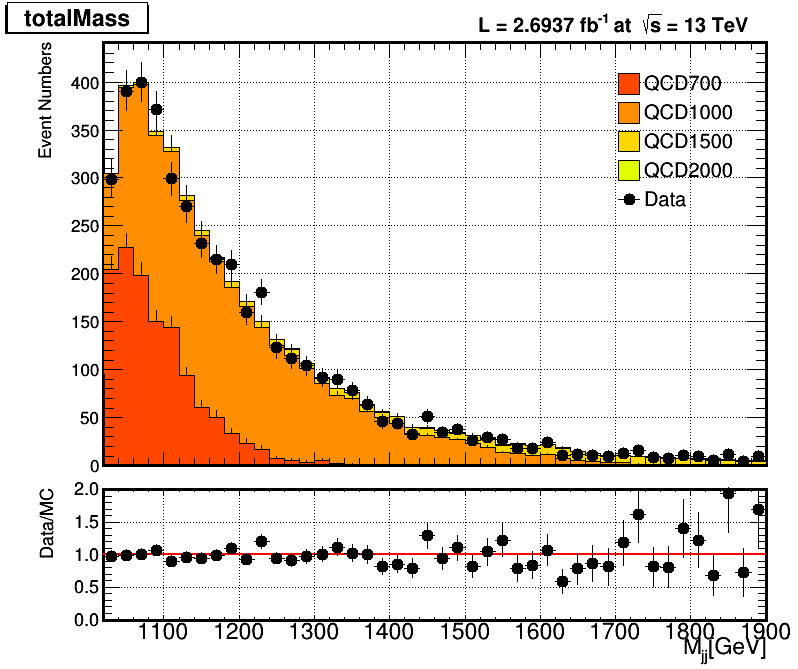 totalMass
L = 2.6937 fb⁻¹ at √s = 13 TeV
Event Numbers
400
350
300
250
200
150
100
50
0
QCD700
QCD1000
QCD1500
QCD2000
Data
Data/MC
2.0
1.5
1.0
0.5
0.0
1100 1200 1300 1400 1500 1600 1700 1800 1900
M_jj[GeV]